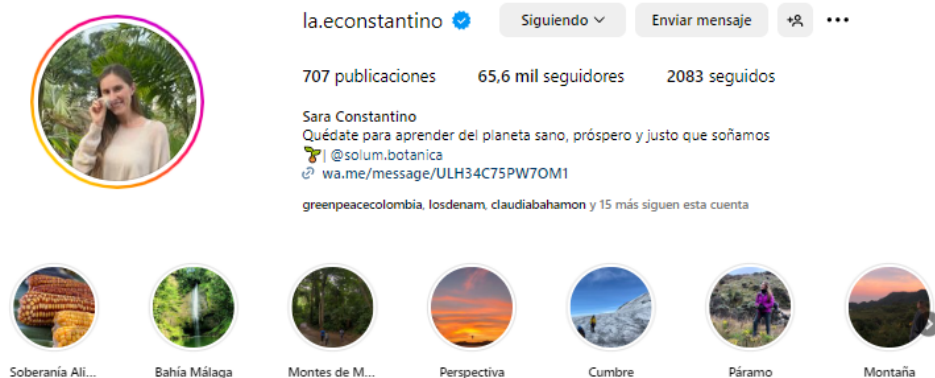 la.econstantino Siguiendo Enviar mensaje
707 publicaciones 65,6 mil seguidores 2083 seguidos
Sara Constantino
Quédate para aprender del planeta sano, próspero y justo que soñamos
| @solum.botanica
wa.me/message/ULH34C75PW7OM1
greenpeacecolombia, losdenam, claudiabahamon y 15 más siguen esta cuenta
Soberanía Ali... Bahía Málaga Montes de M... Perspectiva Cumbre Páramo Montaña